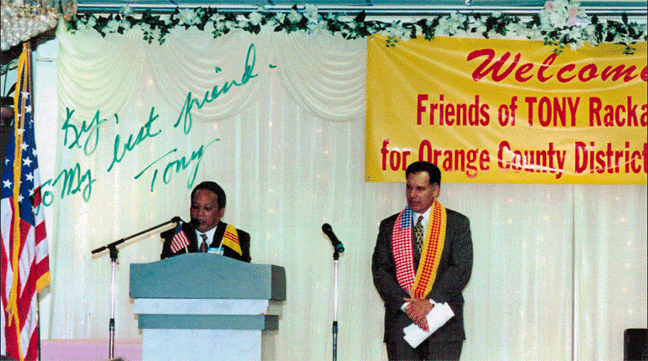 Ky,
To My best friend.
Tony
Welcome
Friends of TONY Racka
for Orange County District